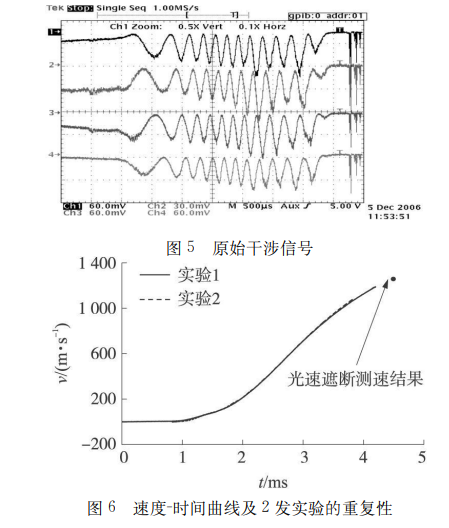 Tek Stop Single Seq 1.00MS/s
[ T ]
gpib:0 addr:01
Ch1 Zoom: 0.5X Vert 0.1X Horz
1
T
2
T
3
T
4
T
Ch1 60.0mV Ch2 30.0mV M 500µs Aux 5.00 V
Ch3 60.0mV Ch4 60.0mV
5 Dec 2006
11:53:51
图 5 原始干涉信号
1 400
1 000
600
200
−200
v/(m·s⁻¹)
实验1
实验2
光速遮断测速结果
0 1 2 3 4 5
t/ms
图 6 速度-时间曲线及 2 发实验的重复性